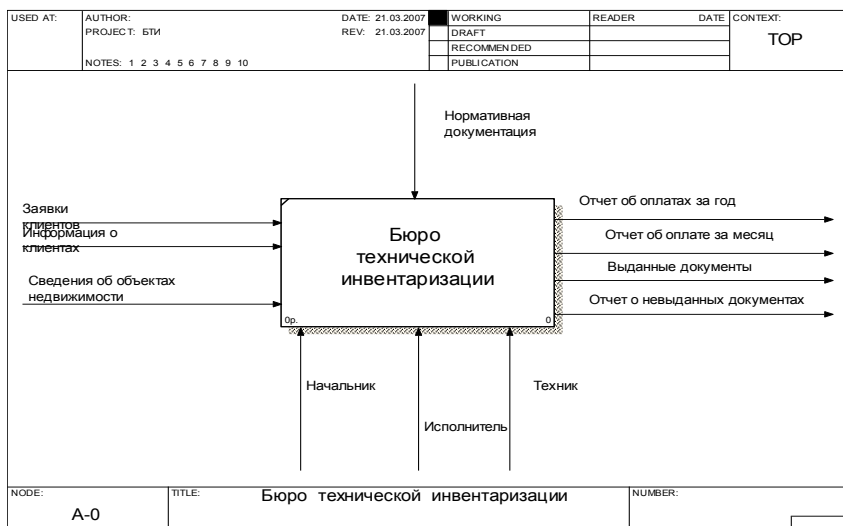 USED AT: AUTHOR: DATE: 21.03.2007 WORKING READER DATE CONTEXT:
PROJECT: БТИ REV: 21.03.2007 DRAFT
TOP
RECOMMENDED
NOTES: 1 2 3 4 5 6 7 8 9 10 PUBLICATION
Нормативная
документация
Заявки
клиентов
Информация о
клиентах
Сведения об объектах
недвижимости
Бюро
технической
инвентаризации
0р. 0
Отчет об оплатах за год
Отчет об оплате за месяц
Выданные документы
Отчет о невыданных документах
Начальник
Исполнитель
Техник
NODE: TITLE: Бюро технической инвентаризации NUMBER:
A-0